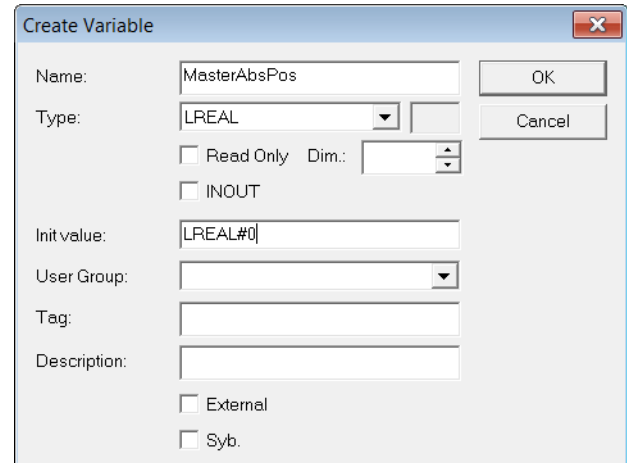 Create Variable
Name: MasterAbsPos OK
Type: LREAL Cancel
Read Only Dim.:
INOUT
Init value: LREAL#0
User Group:
Tag:
Description:
External
Syb.